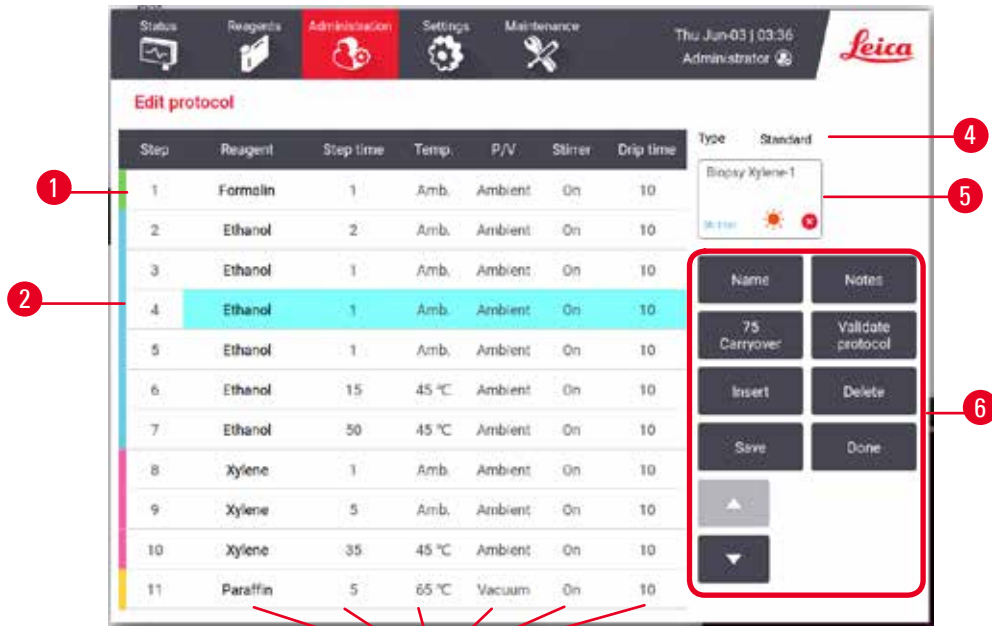 Status Reagents Administration Settings Maintenance
Thu Jun-03 | 03:36
Administrator
Leica
Edit protocol
Step Reagent Step time Temp. P/V Stirrer Drip time
1 Formalin 1 Amb. Ambient On 10
2 Ethanol 2 Amb. Ambient On 10
3 Ethanol 1 Amb. Ambient On 10
4 Ethanol 1 Amb. Ambient On 10
5 Ethanol 1 Amb. Ambient On 10
6 Ethanol 15 45 °C Ambient On 10
7 Ethanol 50 45 °C Ambient On 10
8 Xylene 1 Amb. Ambient On 10
9 Xylene 5 Amb. Ambient On 10
10 Xylene 35 45 °C Ambient On 10
11 Paraffin 5 65 °C Vacuum On 10
Type Standard
Biopsy Xylene-1
Name Notes
75 Validate
Carryover protocol
Insert Delete
Save Done
1
2
4
5
6